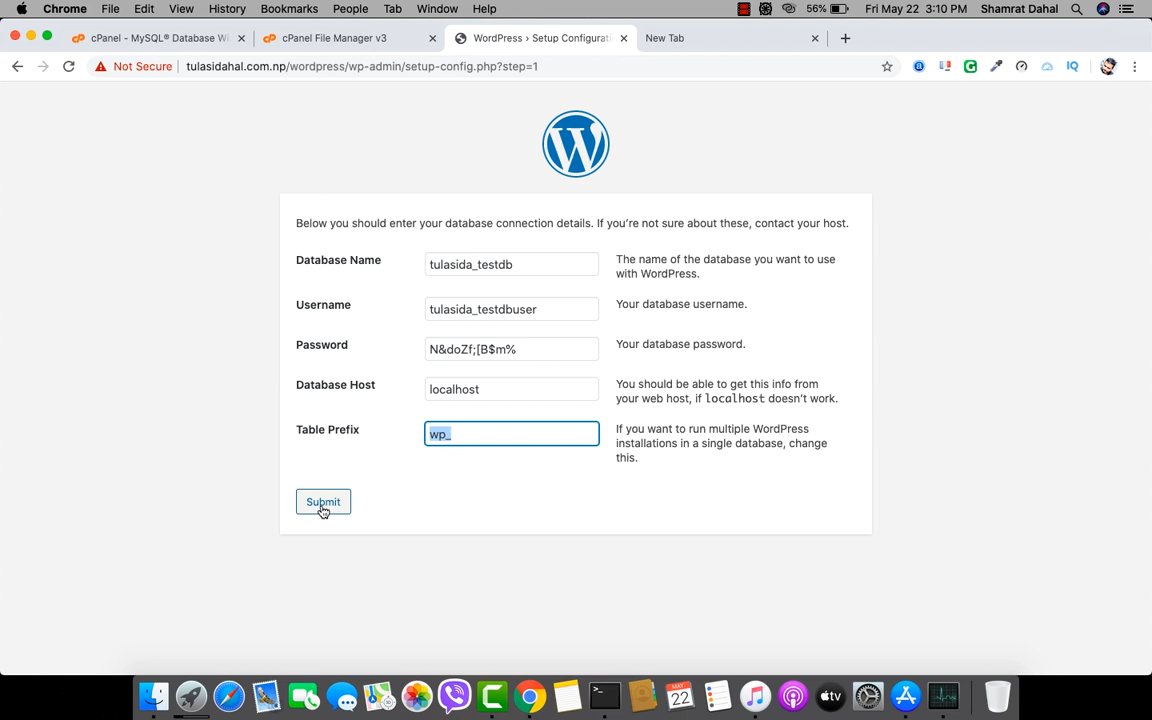 Chrome File Edit View History Bookmarks People Tab Window Help 56% Fri May 22 3:10 PM Shamrat Dahal
cPanel - MySQL® Database Wi cPanel File Manager v3 WordPress › Setup Configurati New Tab
Not Secure tulasidahal.com.np/wordpress/wp-admin/setup-config.php?step=1 IQ
Below you should enter your database connection details. If you're not sure about these, contact your host.
Database Name tulasida_testdb The name of the database you want to use
with WordPress.
Username tulasida_testdbuser Your database username.
Password N&doZf;[B$m% Your database password.
Database Host localhost You should be able to get this info from
your web host, if localhost doesn't work.
Table Prefix wp_ If you want to run multiple WordPress
installations in a single database, change
this.
Submit
MAY
22
tv